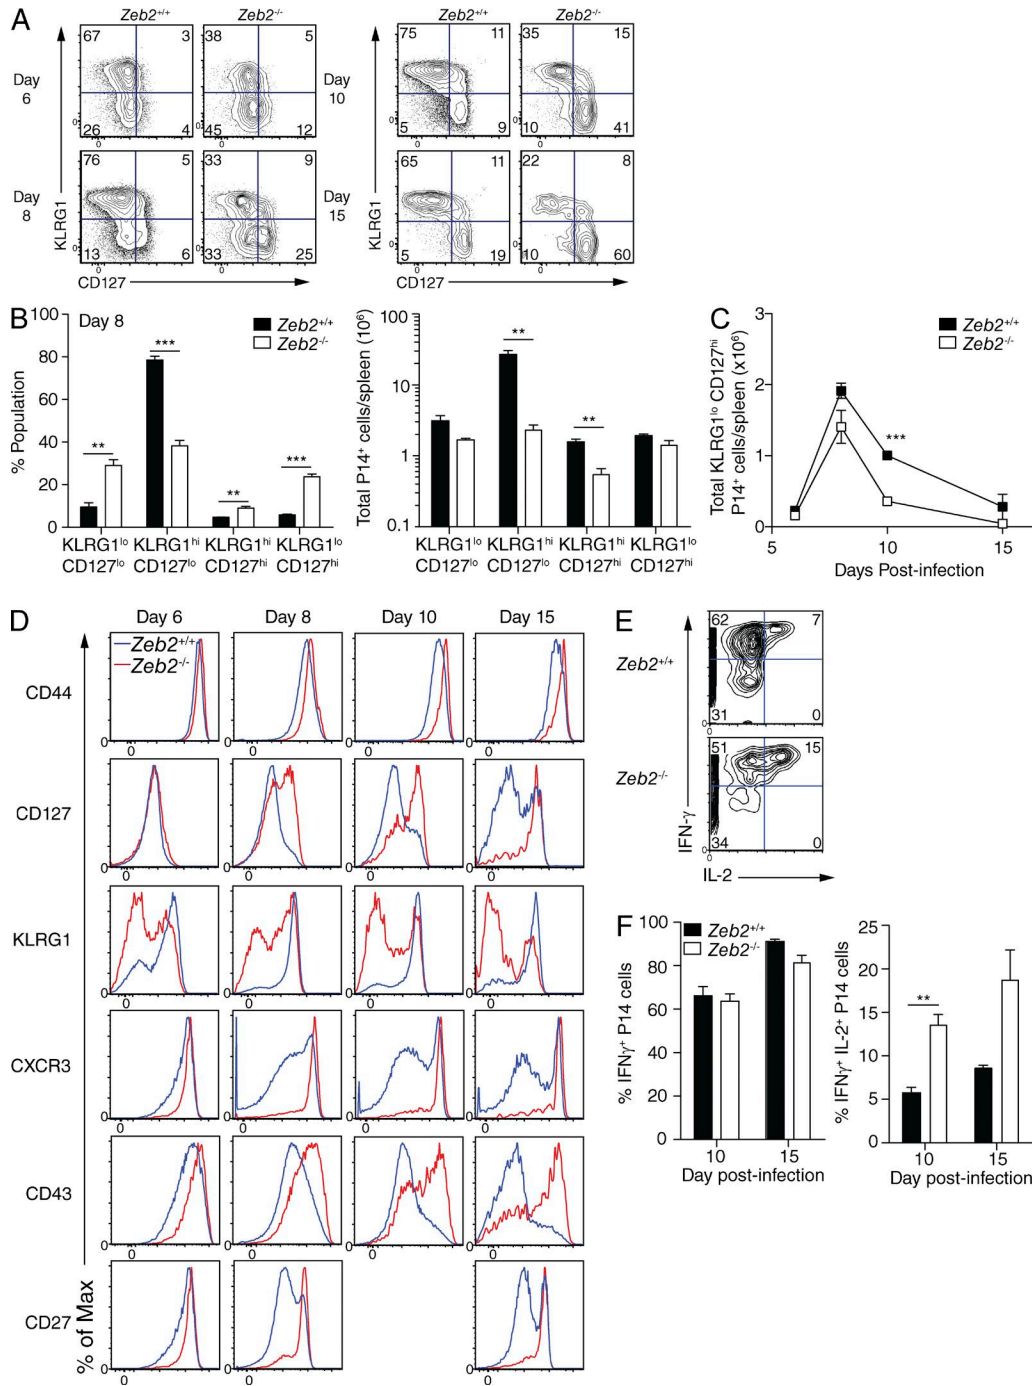 A
Zeb2+/+ Zeb2-/- Zeb2+/+ Zeb2-/-
KLRG1
Day 6
67 3
26 4
38 5
45 12
Day 10
75 11
5 9
35 15
10 41
Day 8
76 5
13 6
33 9
33 25
Day 15
65 11
5 19
22 8
10 60
0 0 0 0
KLRG1
CD127
CD127
B
Day 8
Zeb2+/+
Zeb2-/-
% Population
100
80
60
40
20
0
** *** ** ***
KLRG1lo KLRG1hi KLRG1hi KLRG1lo
CD127lo CD127lo CD127hi CD127hi
Total P14+ cells/spleen (10⁶)
100
10
1
0.1
** **
KLRG1lo KLRG1hi KLRG1hi KLRG1lo
CD127lo CD127lo CD127hi CD127hi
C
Zeb2+/+
Zeb2-/-
Total KLRG1lo CD127hi
P14+ cells/spleen (x10⁶)
3
2
1
0
***
5 10 15
Days Post-infection
D
Day 6 Day 8 Day 10 Day 15
Zeb2+/+
Zeb2-/-
CD44
CD127
KLRG1
CXCR3
CD43
CD27
% of Max
0 0 0 0
E
Zeb2+/+
62 7
31 0
Zeb2-/-
51 15
34 0
IFN-γ
IL-2
F
Zeb2+/+
Zeb2-/-
% IFNγ+ P14 cells
100
80
60
40
20
0
10 15
Day post-infection
% IFNγ+ IL-2+ P14 cells
25
20
15
10
5
0
**
10 15
Day post-infection